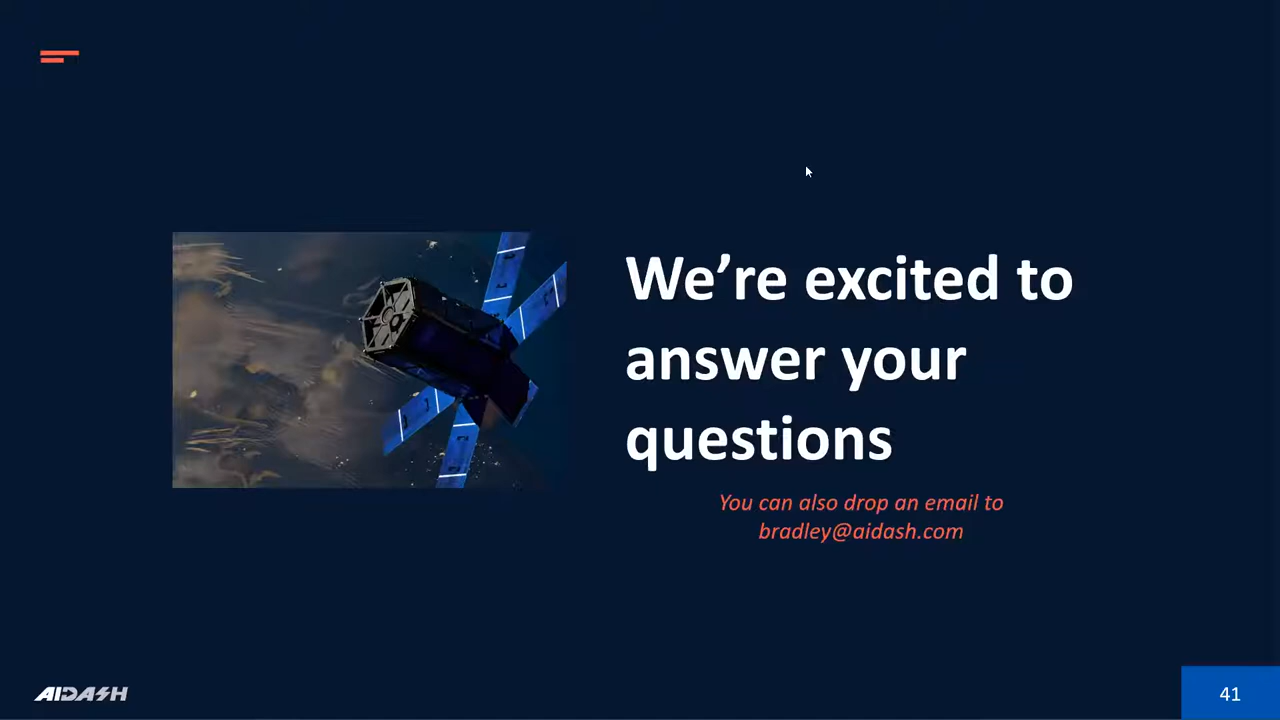 We’re excited to
answer your
questions
You can also drop an email to
bradley@aidash.com
AIDASH
41